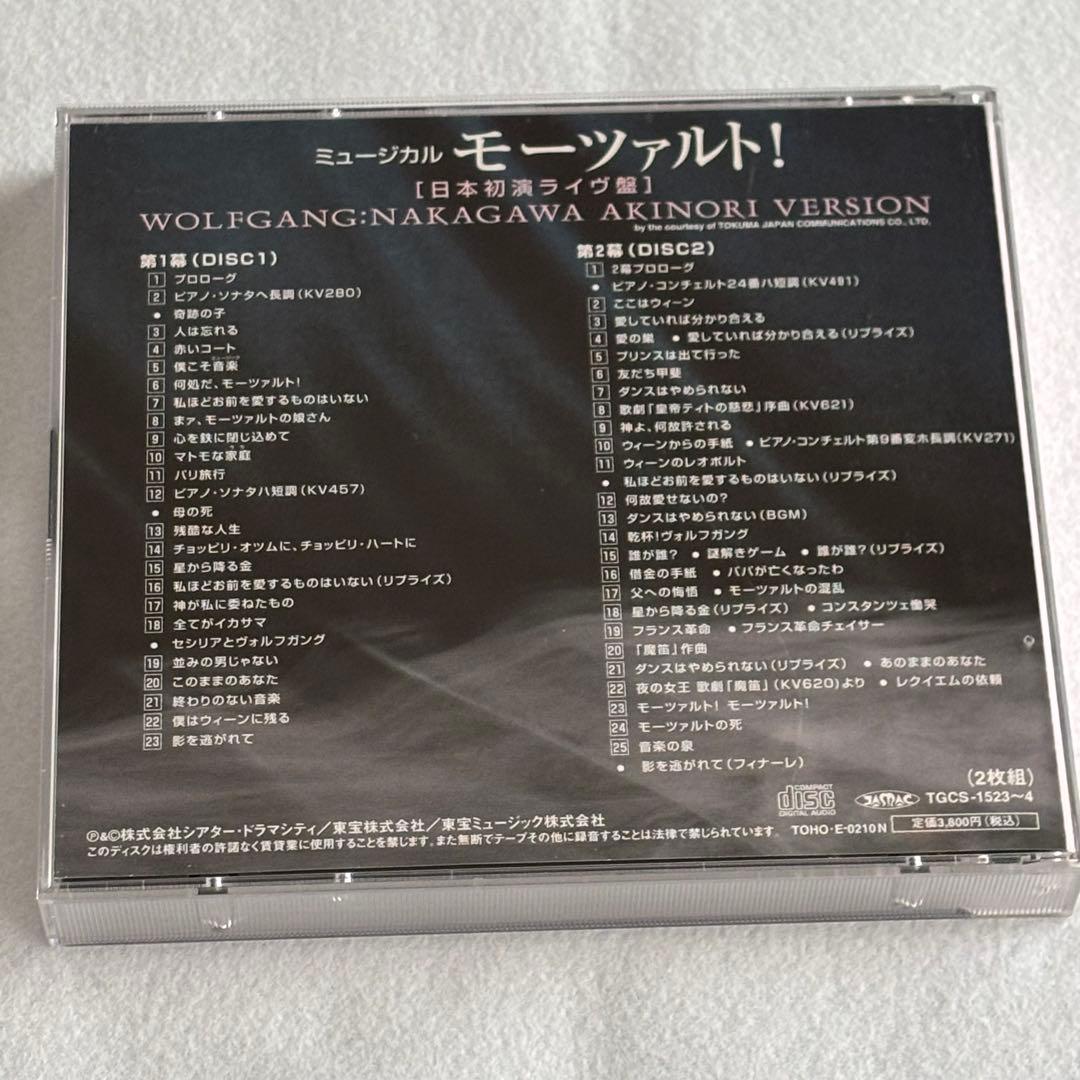 ミュージカル モーツァルト!
[日本初演ライヴ盤]
WOLFGANG:NAKAGAWA AKINORI VERSION
by the courtesy of TOKUMA JAPAN COMMUNICATIONS CO., LTD.
第1幕(DISC1)
1 プロローグ
2 ピアノ・ソナタヘ長調(KV280)
● 奇跡の子
3 人は忘れる
4 赤いコート
5 僕こそ音楽
ミュージック
6 何処だ、モーツァルト!
7 私ほどお前を愛するものはいない
8 まァ、モーツァルトの娘さん
9 心を鉄に閉じ込めて
10 マトモな家庭
うち
11 パリ旅行
12 ピアノ・ソナタハ短調(KV457)
● 母の死
13 残酷な人生
14 チョッピリ・オツムに、チョッピリ・ハートに
15 星から降る金
16 私ほどお前を愛するものはいない(リプライズ)
17 神が私に委ねたもの
18 全てがイカサマ
● セシリアとヴォルフガング
19 並みの男じゃない
20 このままのあなた
21 終わりのない音楽
22 僕はウィーンに残る
23 影を逃がれて
第2幕(DISC2)
1 2幕プロローグ
● ピアノ・コンチェルト24番ハ短調(KV491)
2 ここはウィーン
3 愛していれば分かり合える
4 愛の巣 ● 愛していれば分かり合える(リプライズ)
5 プリンスは出て行った
6 友だち甲斐
7 ダンスはやめられない
8 歌劇「皇帝ティトの慈悲」序曲(KV621)
9 神よ、何故許される
10 ウィーンからの手紙 ● ピアノ・コンチェルト第9番変ホ長調(KV271)
11 ウィーンのレオポルト
● 私ほどお前を愛するものはいない(リプライズ)
12 何故愛せないの?
13 ダンスはやめられない(BGM)
14 乾杯!ヴォルフガング
15 誰が誰? ● 謎解きゲーム ● 誰が誰?(リプライズ)
16 借金の手紙 ● パパが亡くなったわ
17 父への悔悟 ● モーツァルトの混乱
18 星から降る金(リプライズ) ● コンスタンツェ慟哭
19 フランス革命 ● フランス革命チェイサー
20 「魔笛」作曲
21 ダンスはやめられない(リプライズ) ● あのままのあなた
22 夜の女王 歌劇「魔笛」(KV620)より ● レクイエムの依頼
23 モーツァルト! モーツァルト!
24 モーツァルトの死
25 音楽の泉
● 影を逃がれて(フィナーレ)
(2枚組)
COMPACT disc DIGITAL AUDIO JASRAC TGCS-1523〜4
TOHO・E-0210N 定価3,800円(税込)
Ⓟ&©株式会社シアター・ドラマシティ/東宝株式会社/東宝ミュージック株式会社
このディスクは権利者の許諾なく賃貸業に使用することを禁じます。また無断でテープその他に録音することは法律で禁じられています。